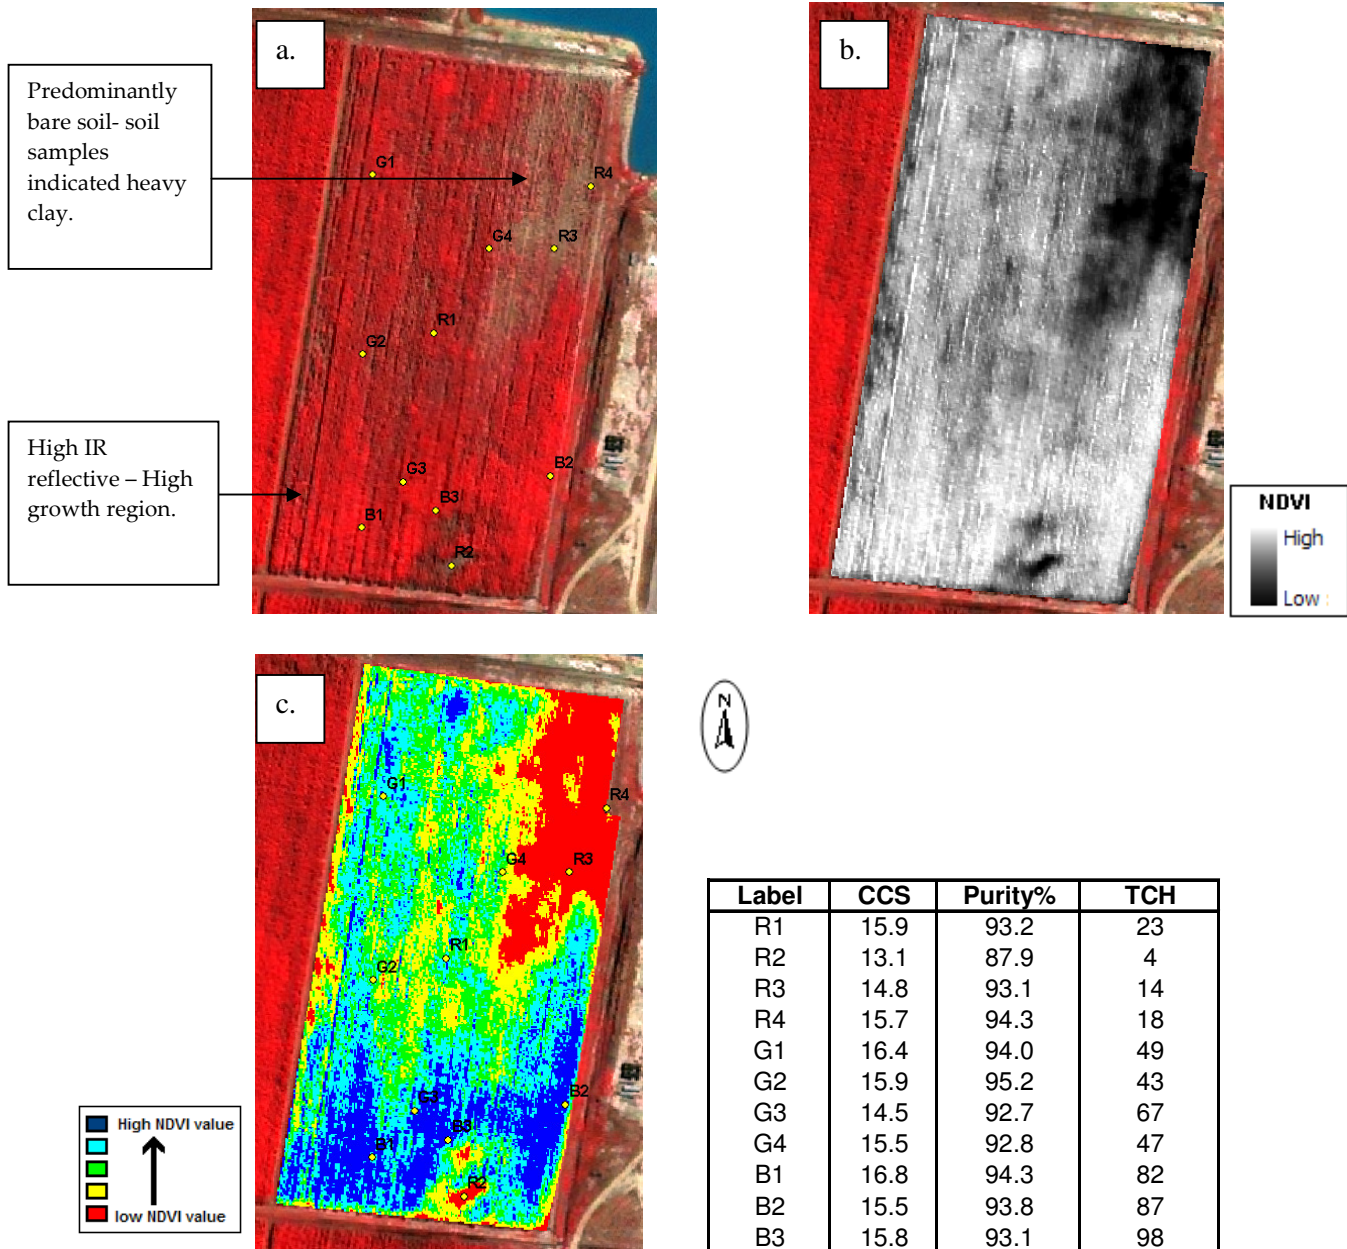 a.
Predominantly
bare soil- soil
samples
indicated heavy
clay.
G1
R4
G4
R3
R1
G2
High IR
reflective – High
growth region.
G3
B2
B3
B1
R2
b.
NDVI
High
Low :
c.
G1
R4
G4
R3
R1
G2
G3
B2
B3
B1
R2
High NDVI value
low NDVI value
N
Label CCS Purity% TCH
R1 15.9 93.2 23
R2 13.1 87.9 4
R3 14.8 93.1 14
R4 15.7 94.3 18
G1 16.4 94.0 49
G2 15.9 95.2 43
G3 14.5 92.7 67
G4 15.5 92.8 47
B1 16.8 94.3 82
B2 15.5 93.8 87
B3 15.8 93.1 98